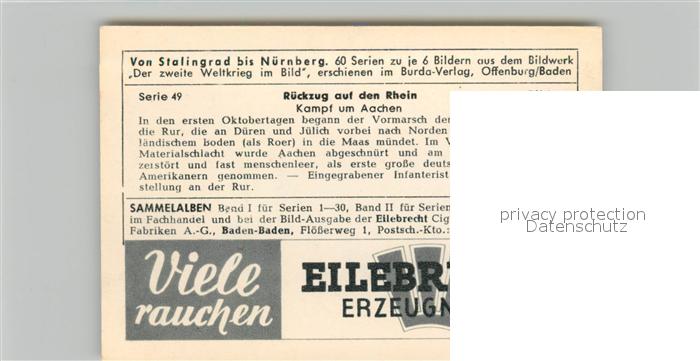 Von Stalingrad bis Nürnberg. 60 Serien zu je 6 Bildern aus dem Bildwerk
„Der zweite Weltkrieg im Bild", erschienen im Burda-Verlag, Offenburg/Baden
Serie 49
Rückzug auf den Rhein
Kampf um Aachen
In den ersten Oktobertagen begann der Vormarsch der
die Rur, die an Düren und Jülich vorbei nach Norden
ländischem boden (als Roer) in die Maas mündet. Im
Materialschlacht wurde Aachen abgeschnürt und am
zerstört und fast menschenleer, als erste große
Amerikanern genommen. — Eingegrabener Infanterist
stellung an der Rur.
SAMMELALBEN Band I für Serien 1—30, Band II für Serien
im Fachhandel und bei der Bild-Ausgabe der Eilebrecht
Fabriken A.-G., Baden-Baden, Flößerweg 1, Postsch.-Kto.:
Viele
rauchen
privacy protection
Datenschutz